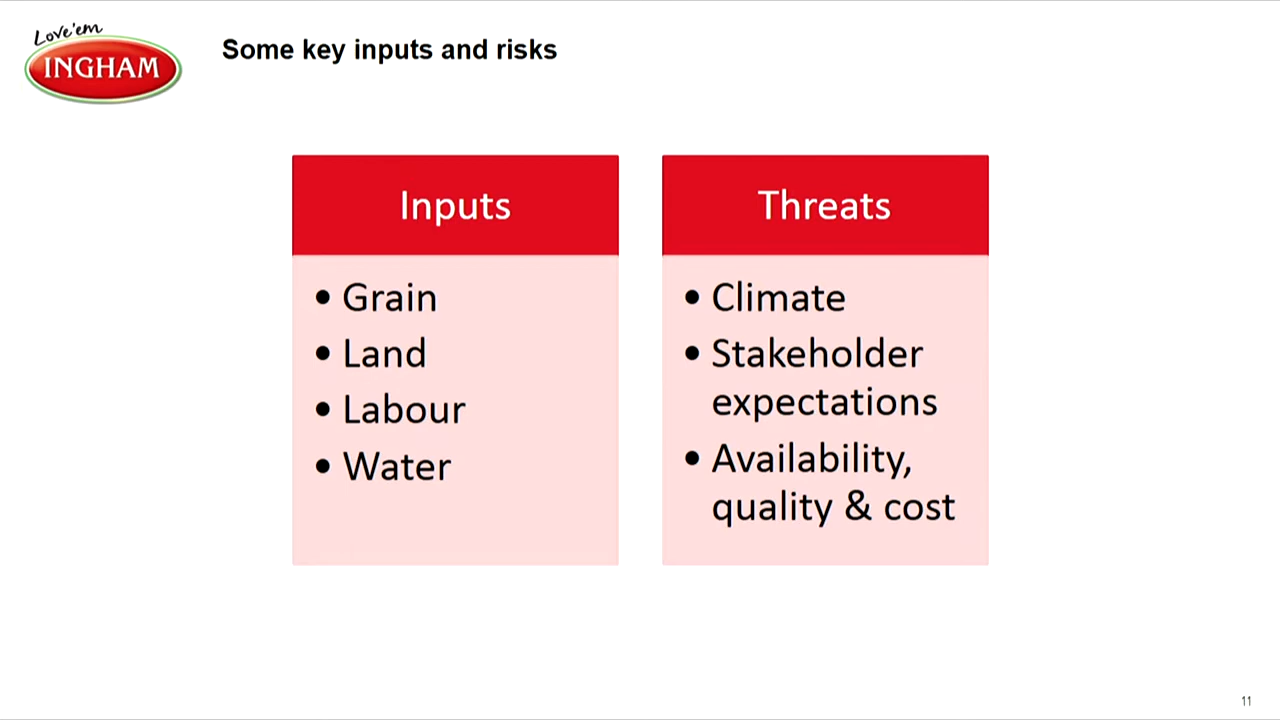 Love'em
INGHAM
Some key inputs and risks
Inputs
• Grain
• Land
• Labour
• Water
Threats
• Climate
• Stakeholder
expectations
• Availability,
quality & cost
11